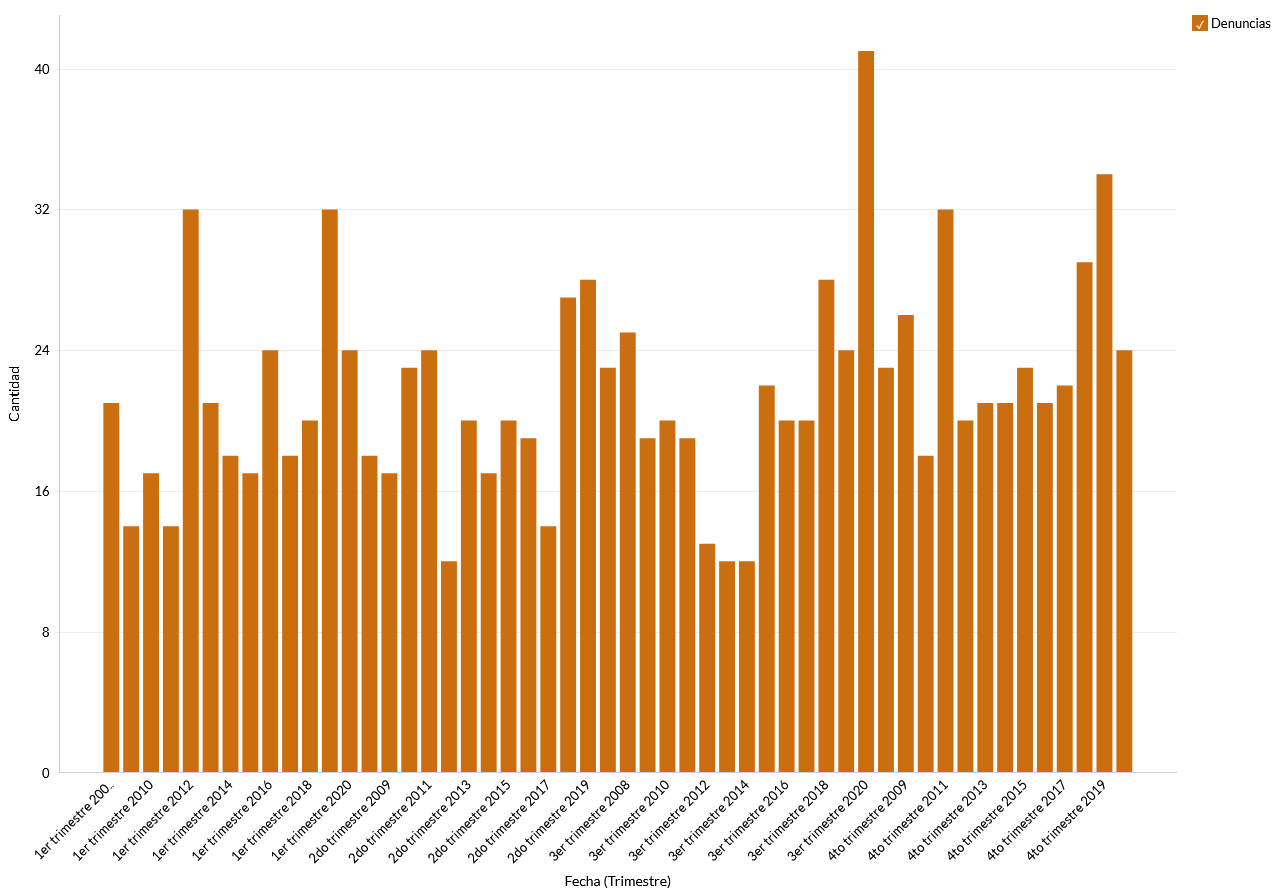 Denuncias
40
32
24
16
8
0
Cantidad
1er trimestre 200..
1er trimestre 2010
1er trimestre 2012
1er trimestre 2014
1er trimestre 2016
1er trimestre 2018
1er trimestre 2020
2do trimestre 2009
2do trimestre 2011
2do trimestre 2013
2do trimestre 2015
2do trimestre 2017
2do trimestre 2019
3er trimestre 2008
3er trimestre 2010
3er trimestre 2012
3er trimestre 2014
3er trimestre 2016
3er trimestre 2018
3er trimestre 2020
4to trimestre 2009
4to trimestre 2011
4to trimestre 2013
4to trimestre 2015
4to trimestre 2017
4to trimestre 2019
Fecha (Trimestre)